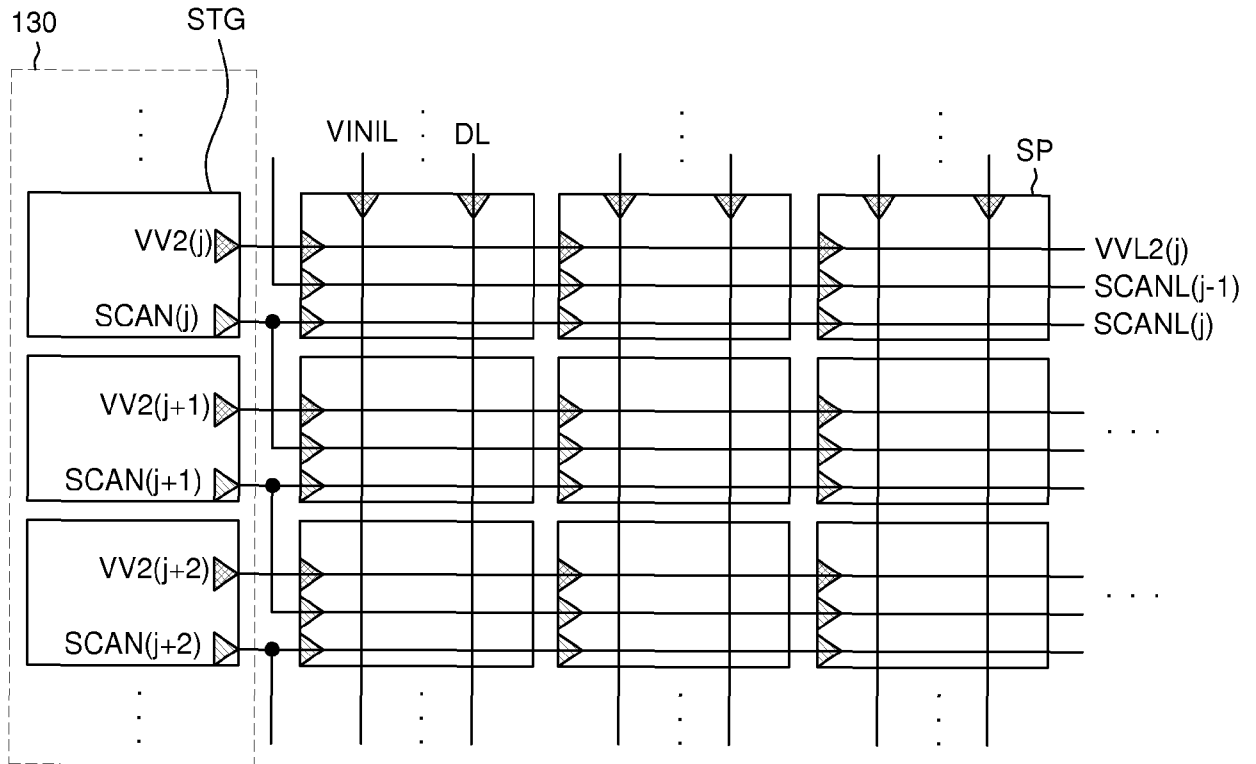 130
STG
VINIL
DL
SP
VV2(j)
VVL2(j)
SCANL(j-1)
SCAN(j)
SCANL(j)
VV2(j+1)
. . .
SCAN(j+1)
VV2(j+2)
. . .
SCAN(j+2)